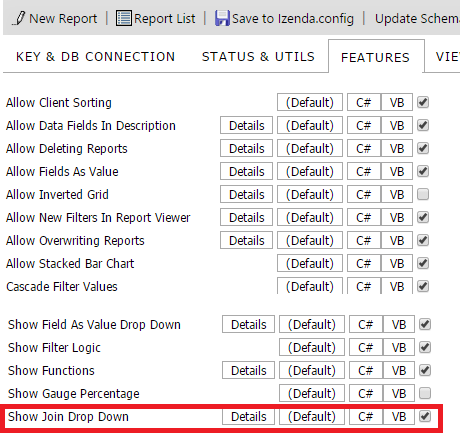 New Report | Report List | Save to Izenda.config | Update Schema
KEY & DB CONNECTION STATUS & UTILS FEATURES VIE
Allow Client Sorting (Default) C# VB
Allow Data Fields In Description Details (Default) C# VB
Allow Deleting Reports Details (Default) C# VB
Allow Fields As Value Details (Default) C# VB
Allow Inverted Grid Details (Default) C# VB
Allow New Filters In Report Viewer Details (Default) C# VB
Allow Overwriting Reports Details (Default) C# VB
Allow Stacked Bar Chart (Default) C# VB
Cascade Filter Values (Default) C# VB
Show Field As Value Drop Down Details (Default) C# VB
Show Filter Logic (Default) C# VB
Show Functions Details (Default) C# VB
Show Gauge Percentage (Default) C# VB
Show Join Drop Down Details (Default) C# VB